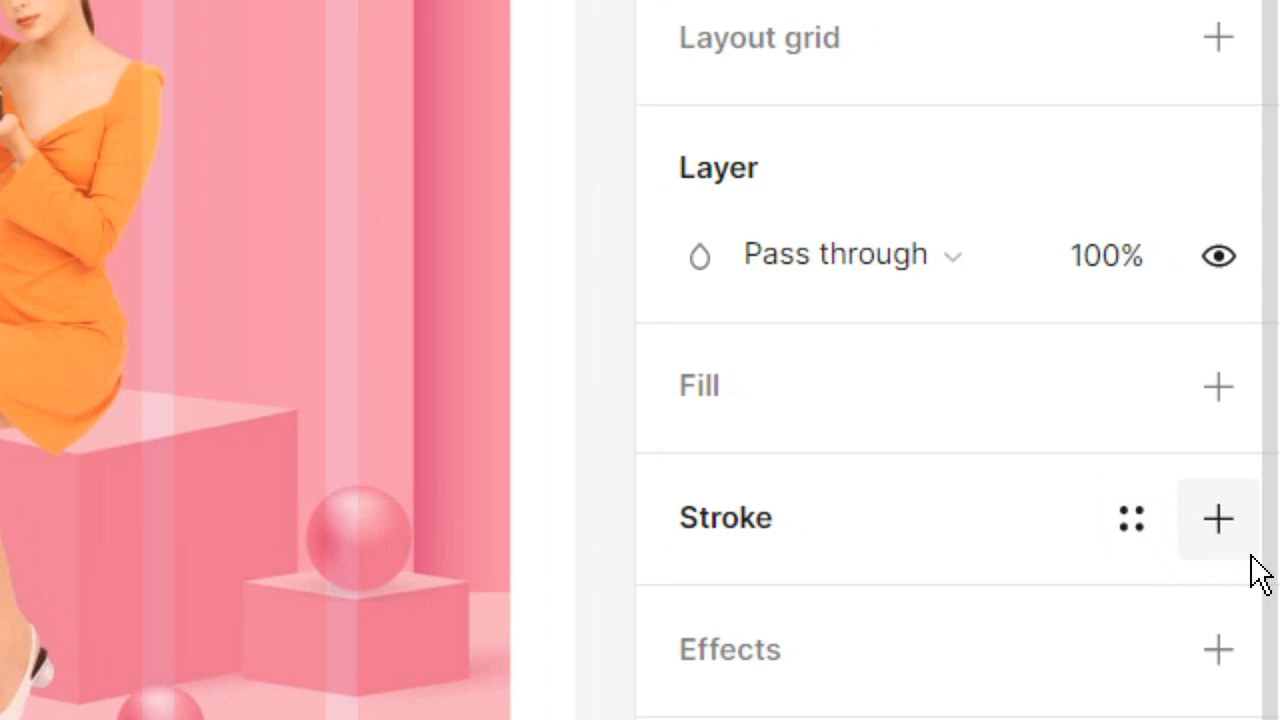 Layout grid
Layer
Pass through 100%
Fill
Stroke
Effects